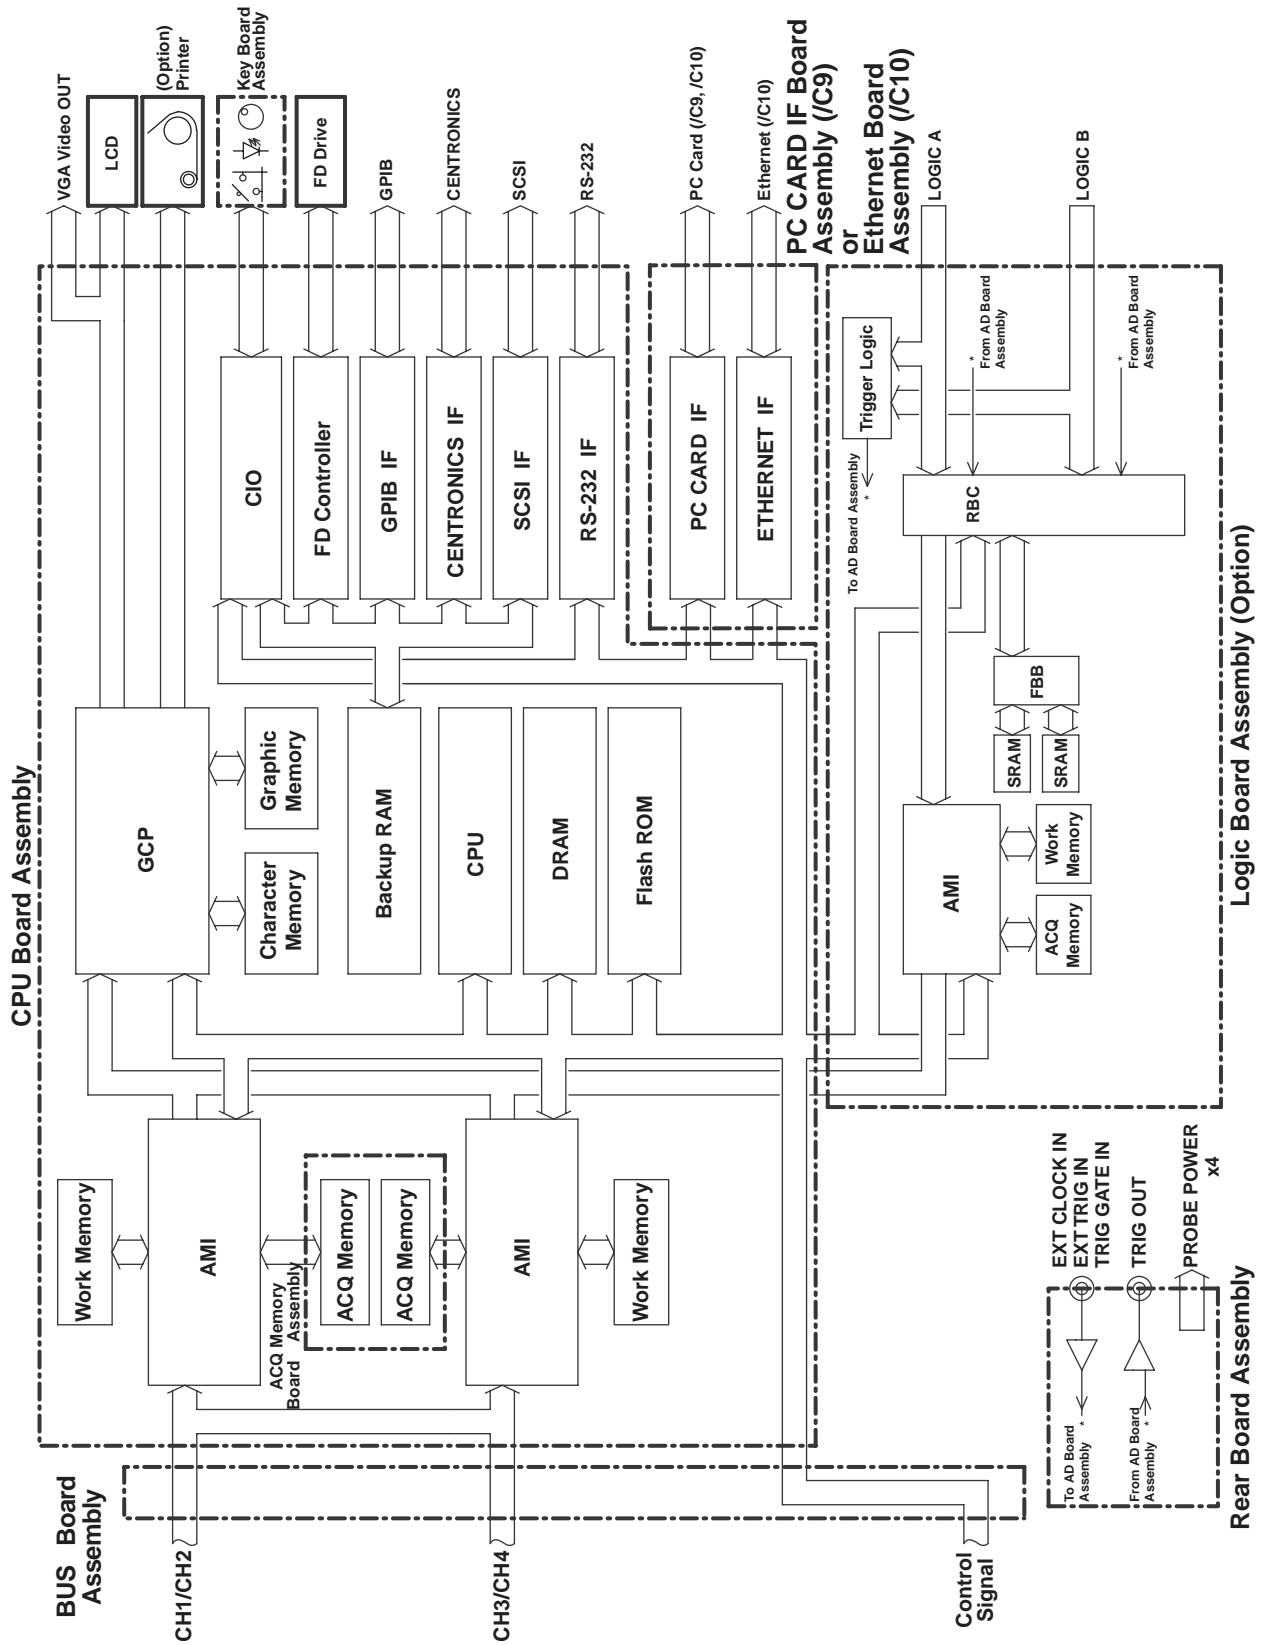 CPU Board Assembly
BUS Board
Assembly
CH1/CH2
CH3/CH4
Control
Signal
Work Memory
AMI
ACQ Memory
Board Assembly
ACQ Memory
ACQ Memory
AMI
Work Memory
GCP
Character
Memory
Graphic
Memory
Backup RAM
CPU
DRAM
Flash ROM
CIO
FD Controller
GPIB IF
CENTRONICS IF
SCSI IF
RS-232 IF
PC CARD IF
ETHERNET IF
VGA Video OUT
LCD
(Option)
Printer
Key Board
Assembly
FD Drive
GPIB
CENTRONICS
SCSI
RS-232
PC Card (/C9, /C10)
Ethernet (/C10)
PC CARD IF Board
Assembly (/C9)
or
Ethernet Board
Assembly (/C10)
LOGIC A
LOGIC B
Trigger Logic
To AD Board Assembly
*
*
From AD Board
Assembly
*
From AD Board
Assembly
RBC
FBB
SRAM
SRAM
AMI
Work
Memory
ACQ
Memory
Logic Board Assembly (Option)
EXT CLOCK IN
EXT TRIG IN
TRIG GATE IN
TRIG OUT
PROBE POWER
x4
To AD Board
Assembly *
From AD Board
Assembly *
Rear Board Assembly